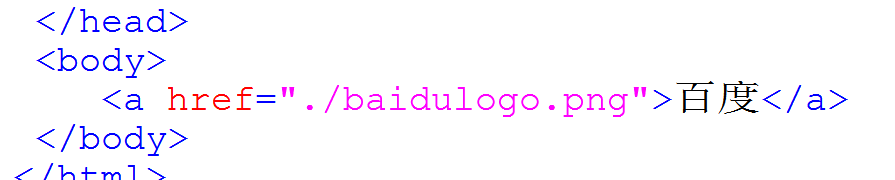 </head>
<body>
<a href="./baidulogo.png">百度</a>
</body>
</html>